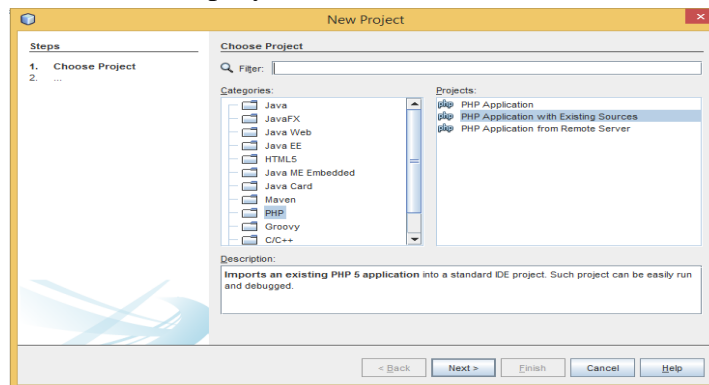 New Project
Steps
1. Choose Project
2. ...
Choose Project
Filter:
Categories:
Java
JavaFX
Java Web
Java EE
HTML5
Java ME Embedded
Java Card
Maven
PHP
Groovy
C/C++
Projects:
php PHP Application
php PHP Application with Existing Sources
php PHP Application from Remote Server
Description:
Imports an existing PHP 5 application into a standard IDE project. Such project can be easily run
and debugged.
< Back Next > Finish Cancel Help